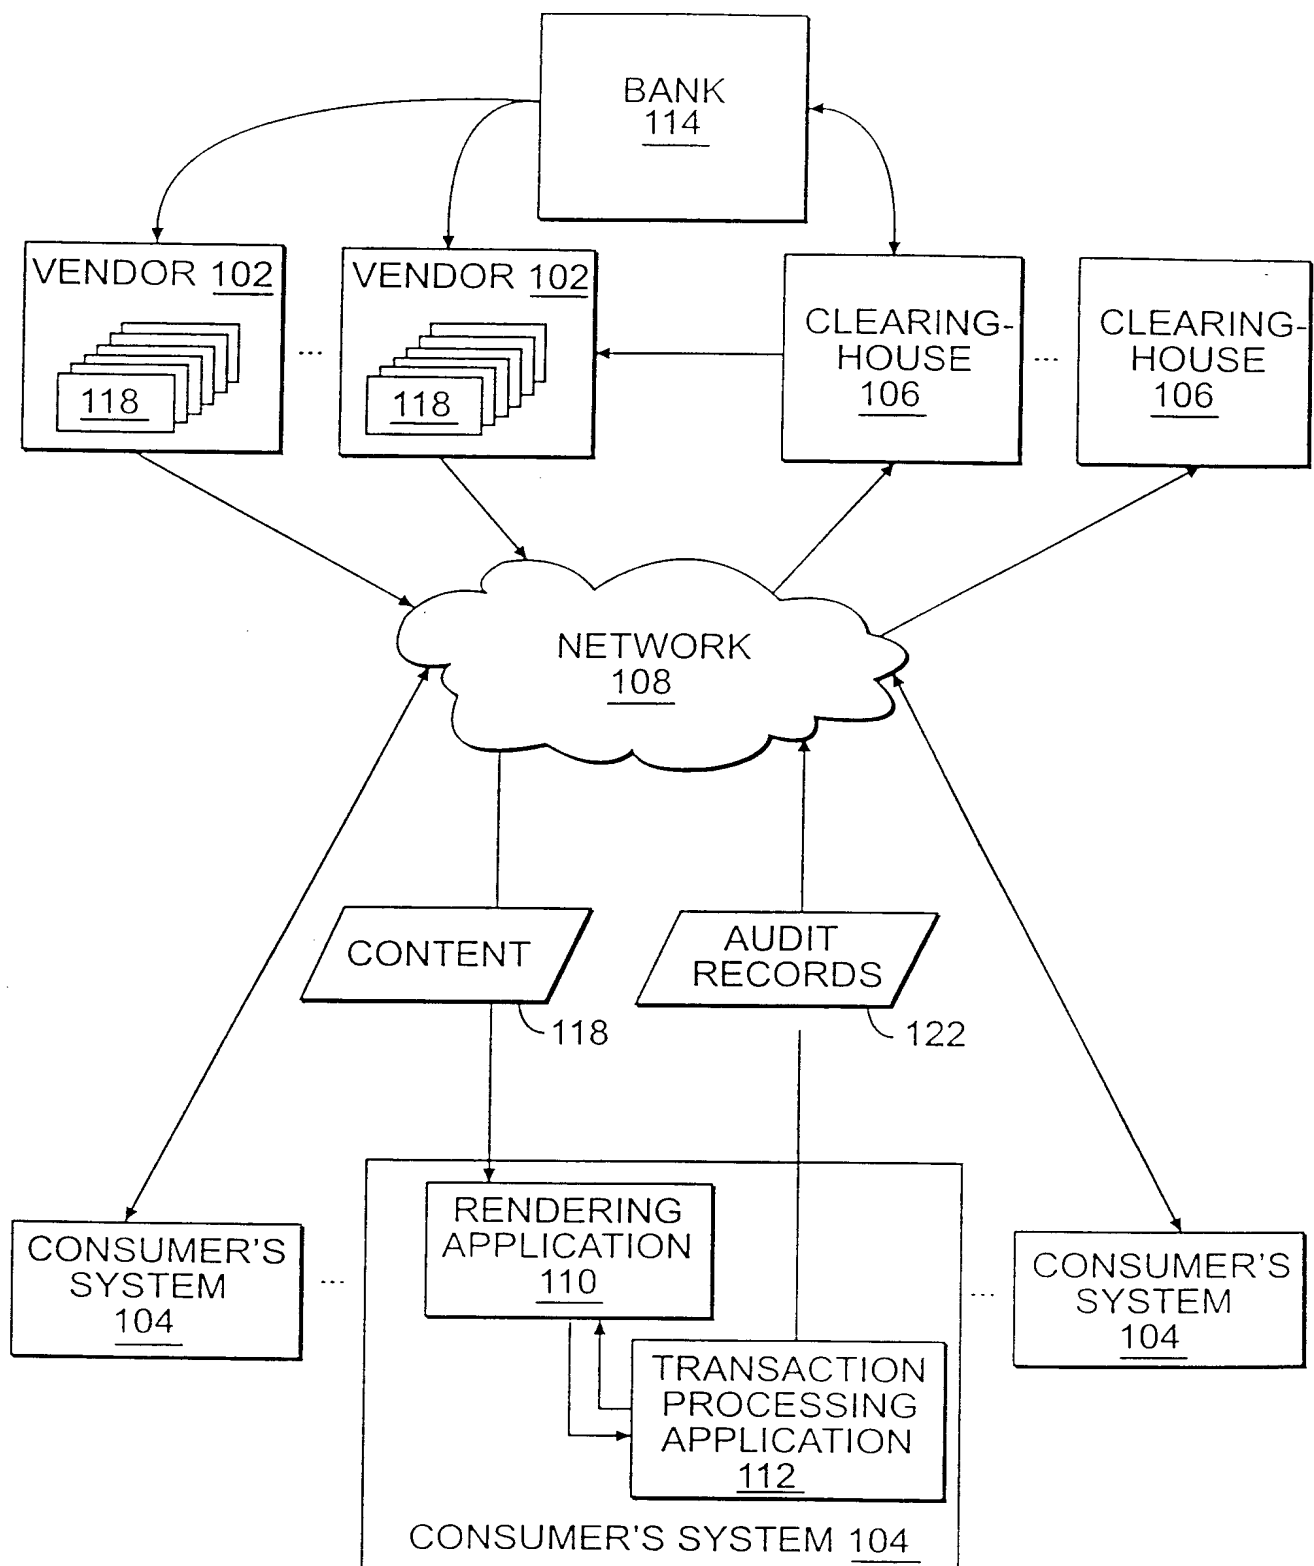 BANK
114
VENDOR 102
118
...
VENDOR 102
118
CLEARING-
HOUSE
106
...
CLEARING-
HOUSE
106
NETWORK
108
CONTENT
118
AUDIT
RECORDS
122
CONSUMER'S
SYSTEM
104
...
RENDERING
APPLICATION
110
TRANSACTION
PROCESSING
APPLICATION
112
CONSUMER'S SYSTEM 104
...
CONSUMER'S
SYSTEM
104